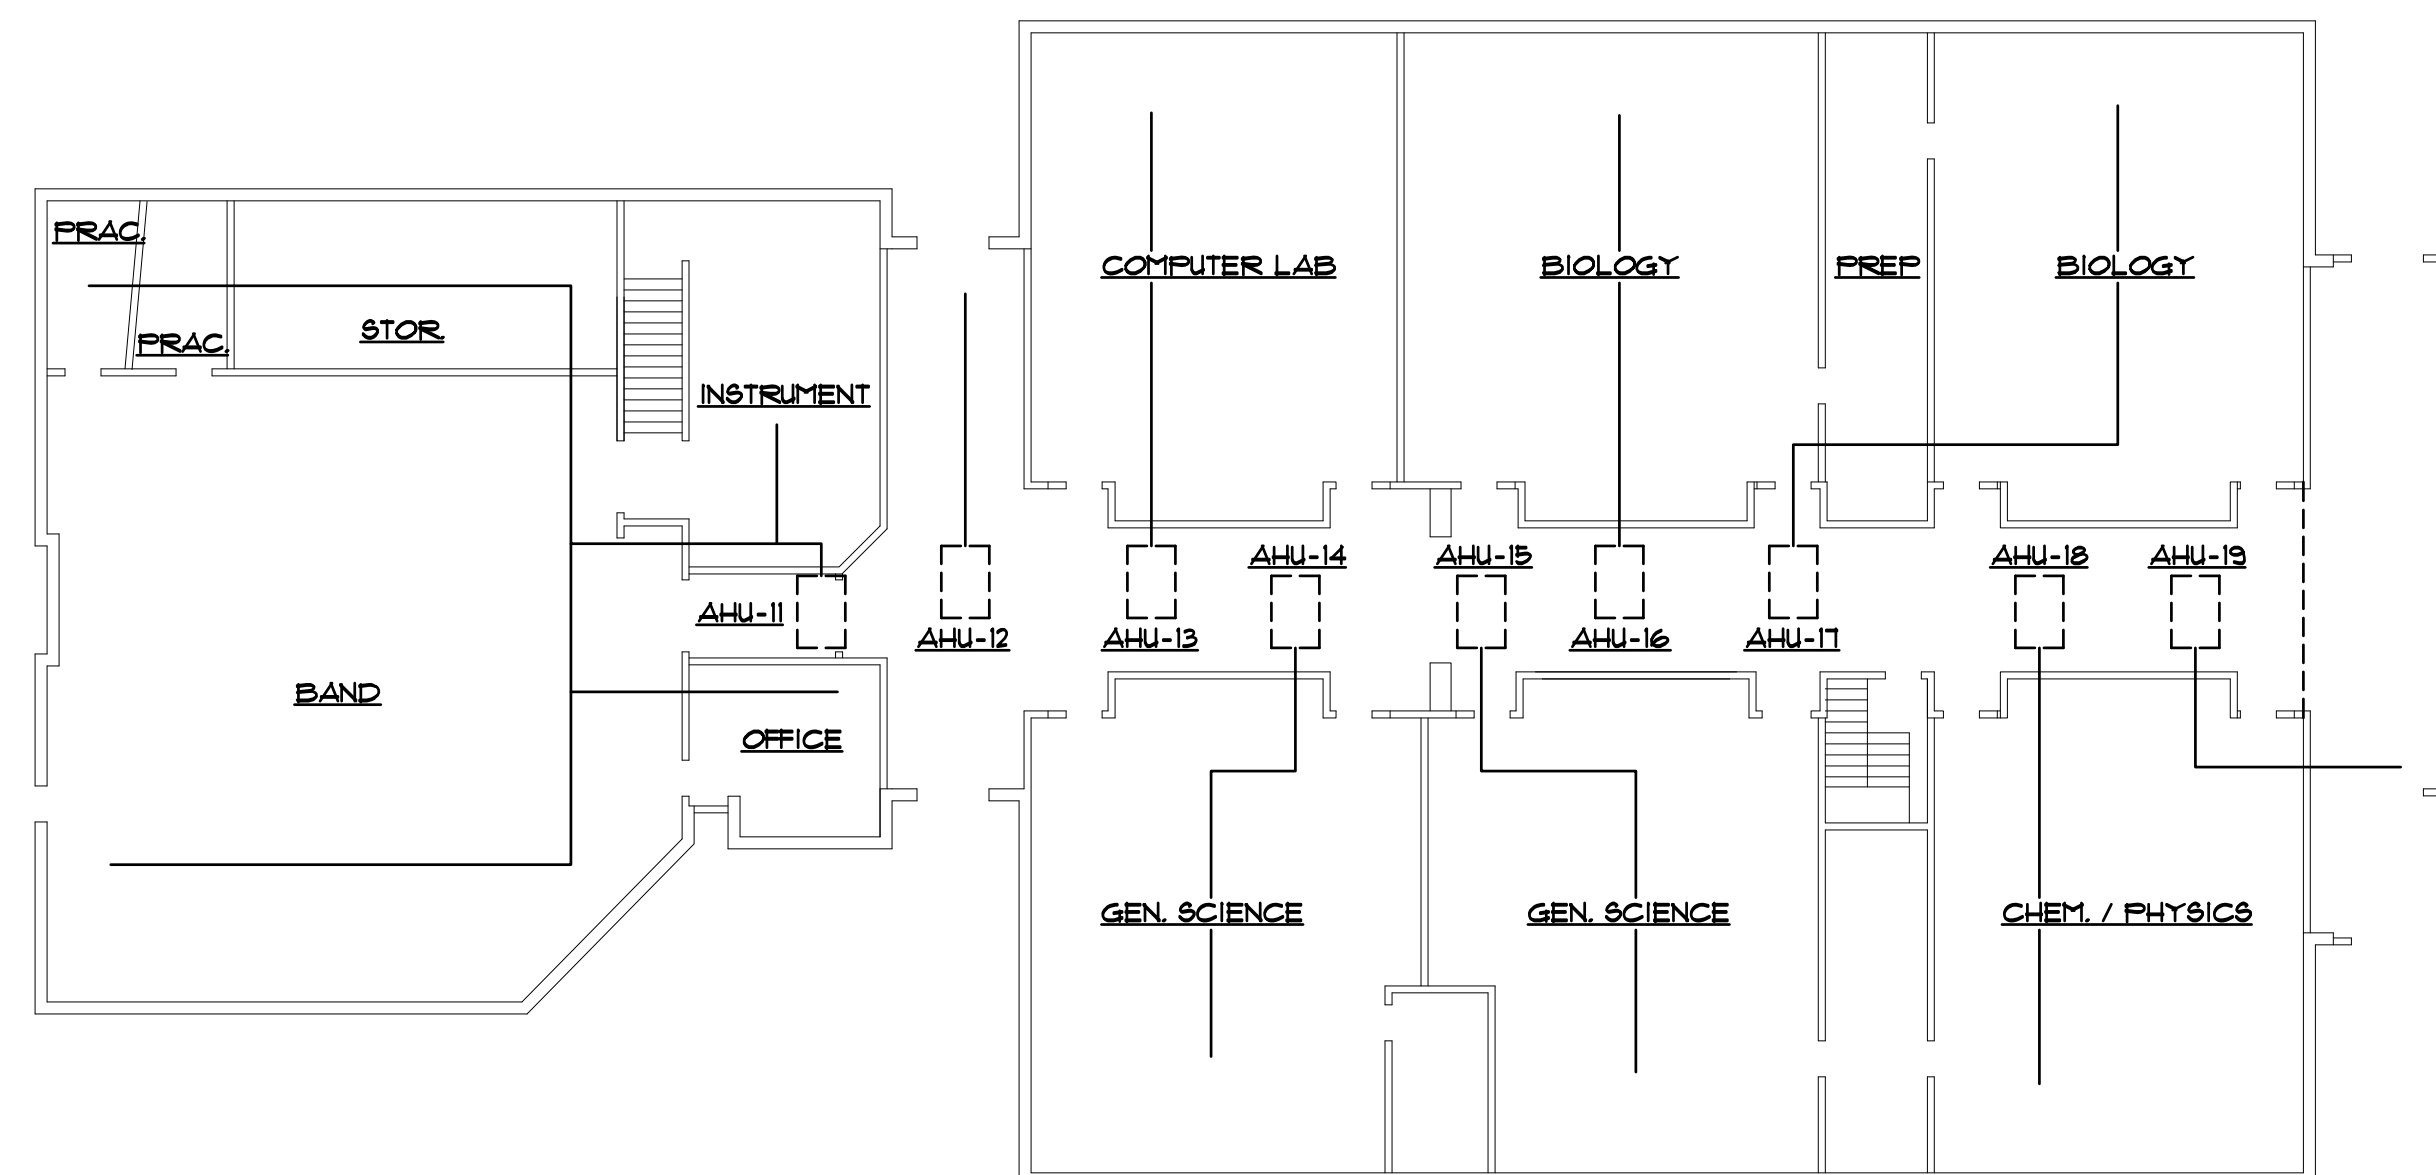 PRAC.
COMPUTER LAB
BIOLOGY
PREP
BIOLOGY
STOR.
PRAC.
INSTRUMENT
AHU-14
AHU-15
AHU-18
AHU-19
AHU-11
AHU-12
AHU-13
AHU-16
AHU-17
BAND
OFFICE
GEN. SCIENCE
GEN. SCIENCE
CHEM. / PHYSICS